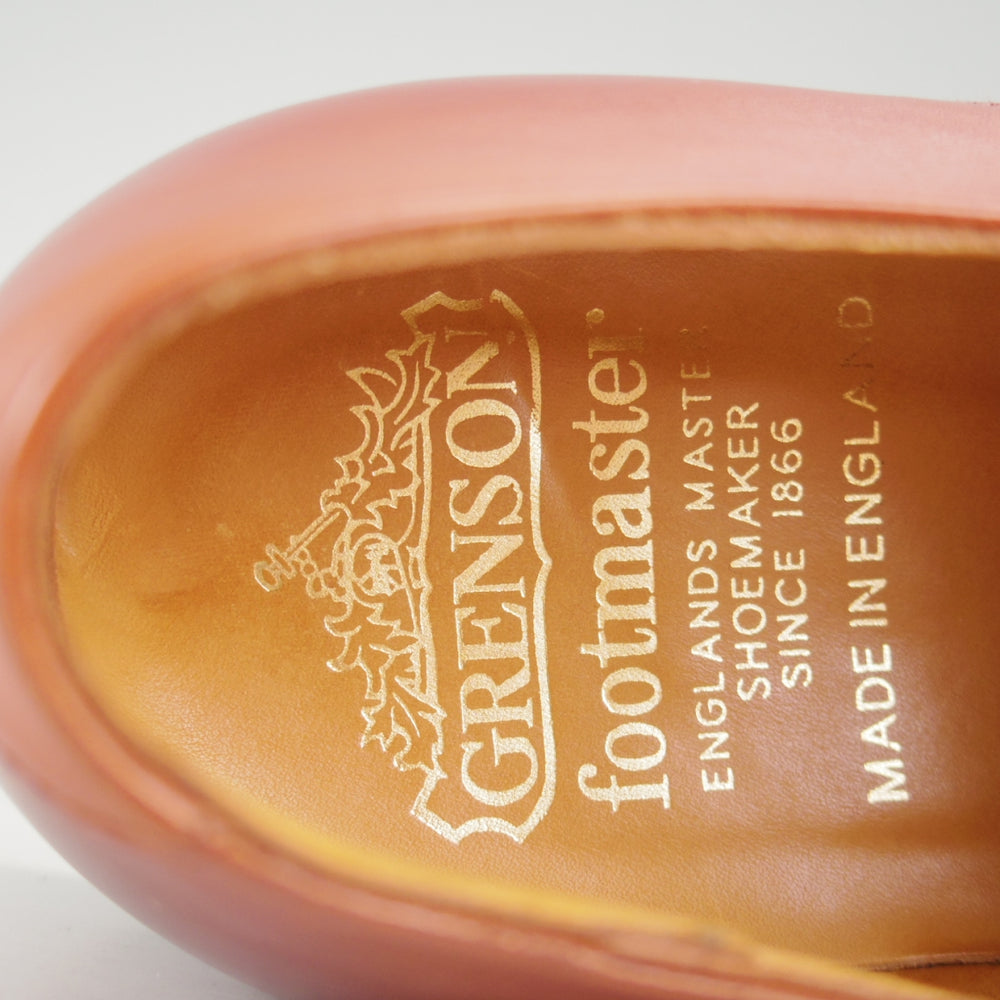 GRENSON
footmaster
ENGLANDS MASTER
SHOEMAKER
SINCE 1866
MADE IN ENGLAND